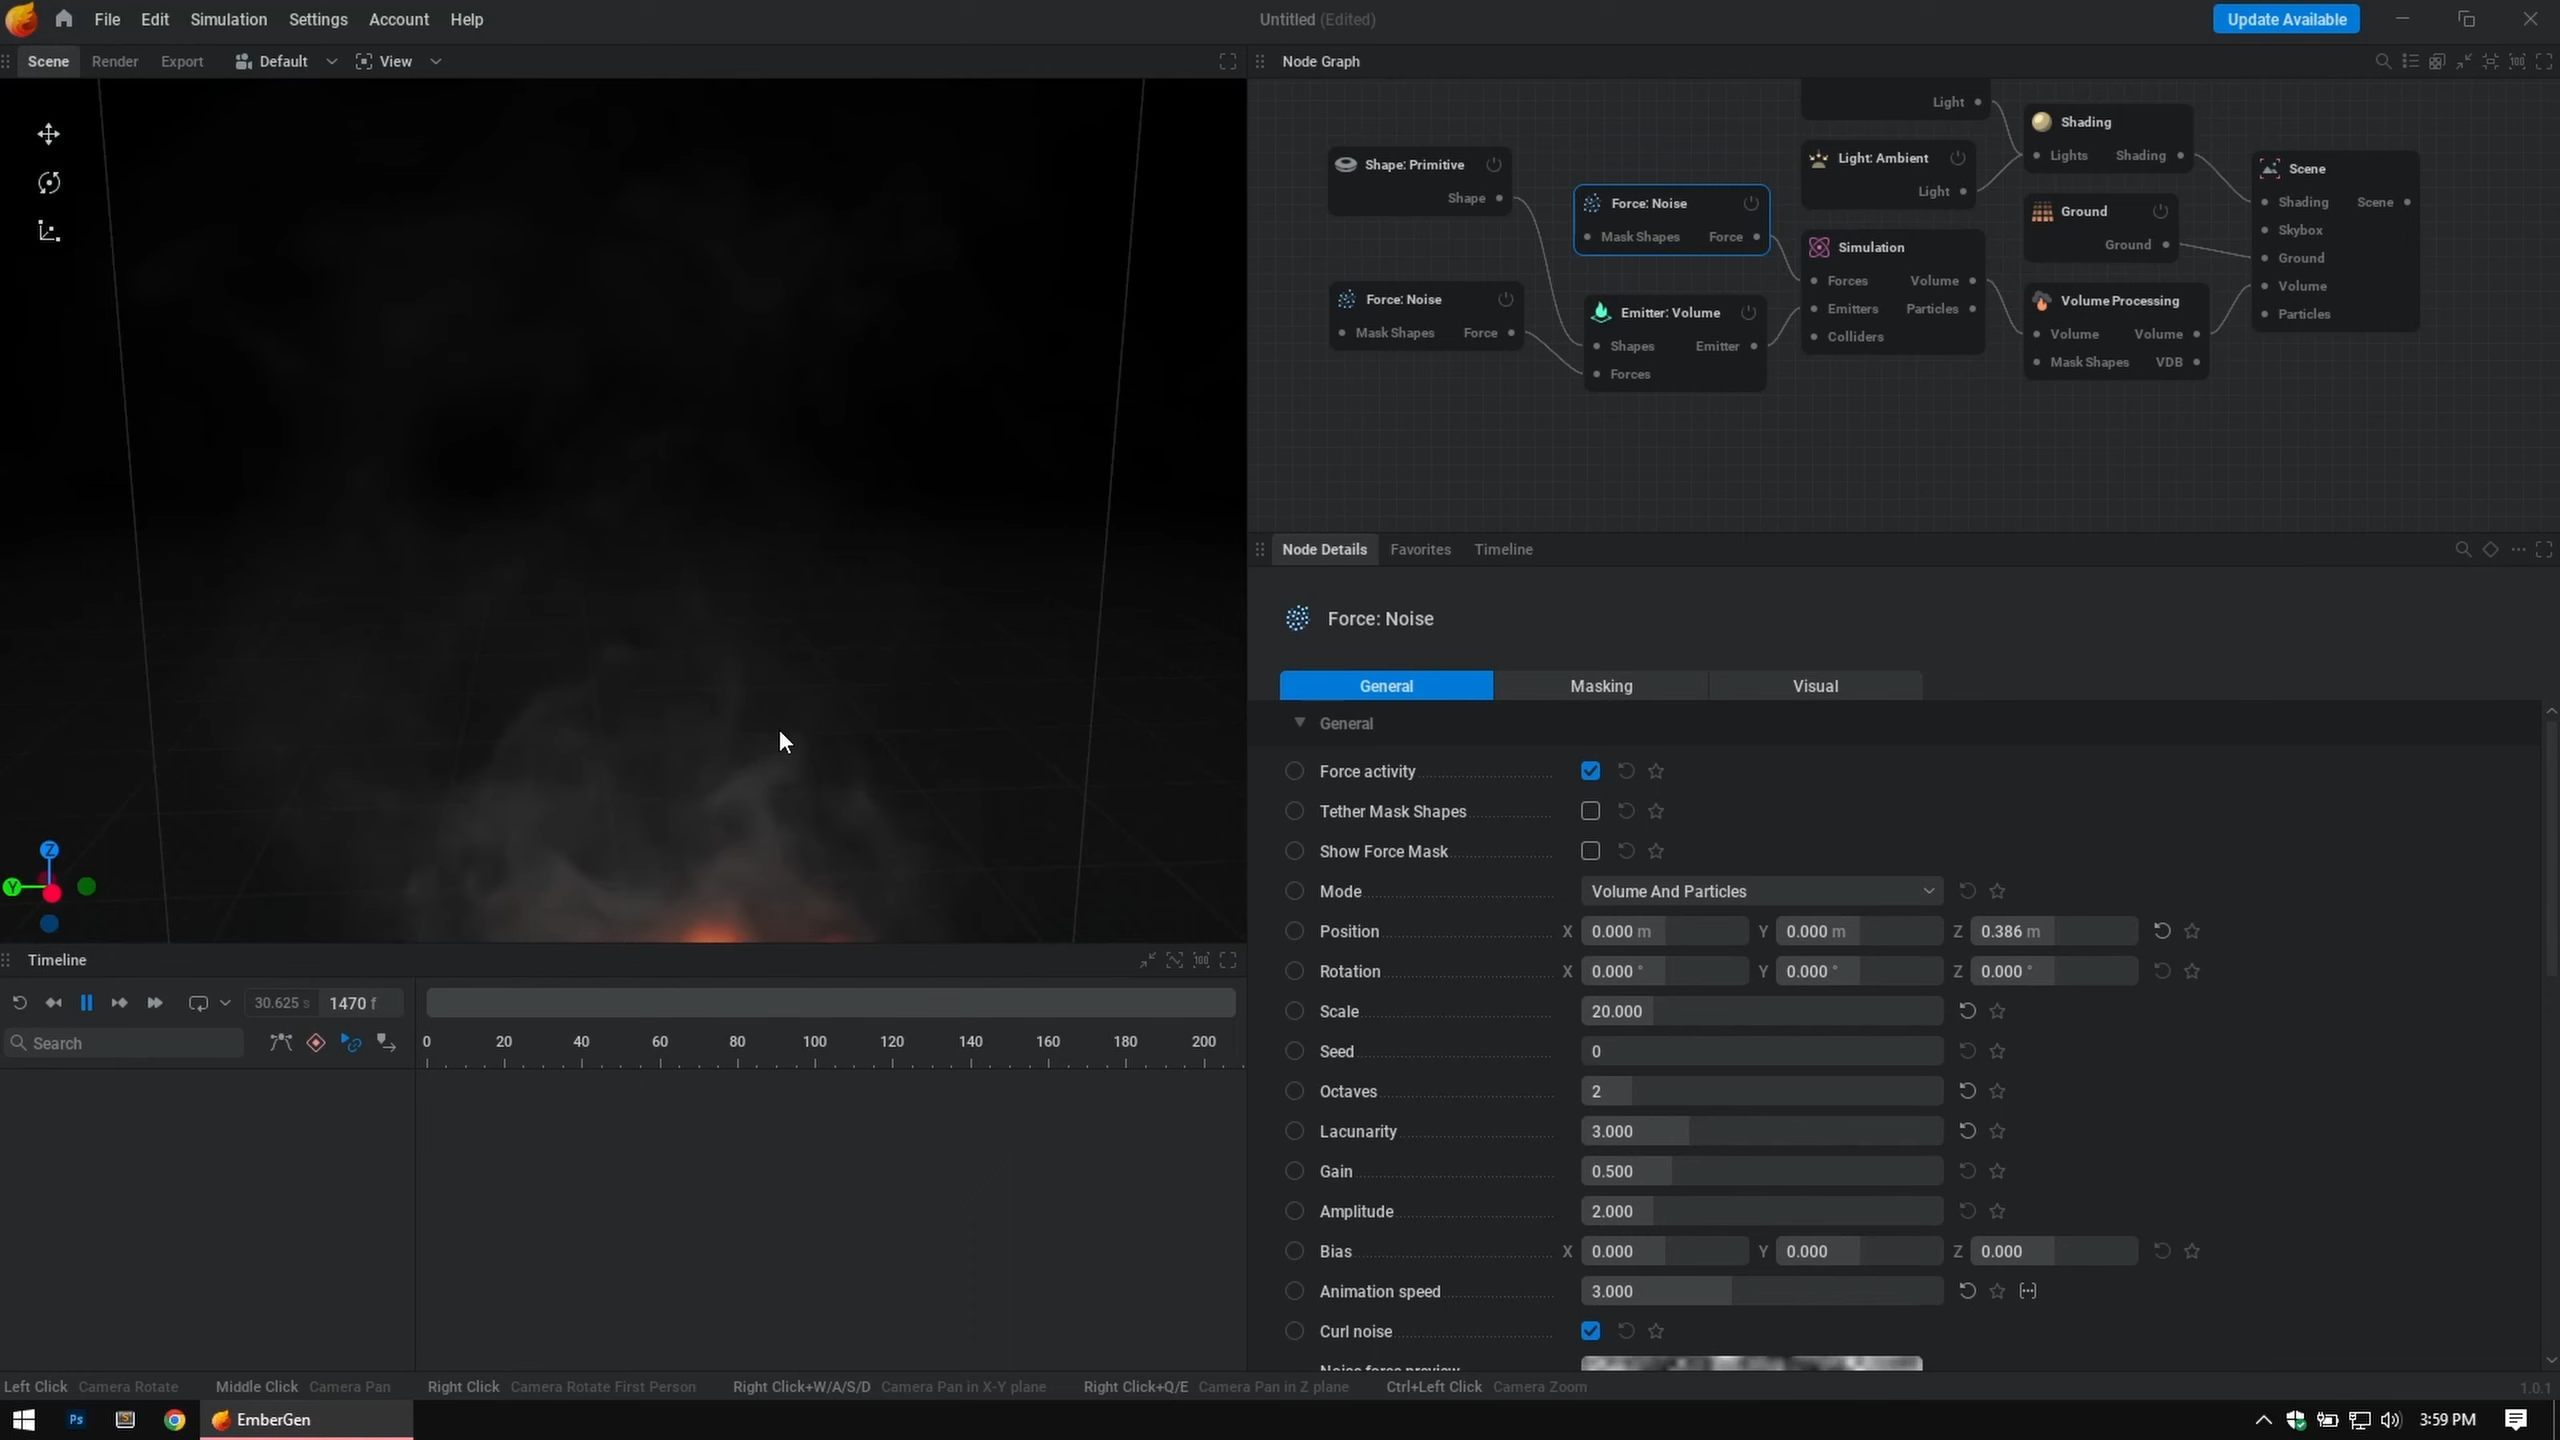 File Edit Simulation Settings Account Help
Untitled (Edited)
Update Available
Scene Render Export Default View
Node Graph
Light
Shape: Primitive
Shape
Force: Noise
Mask Shapes Force
Light: Ambient
Light
Shading
Lights Shading
Scene
Shading Scene
Skybox
Ground
Volume
Particles
Ground
Ground
Simulation
Forces Volume
Emitters Particles
Colliders
Force: Noise
Mask Shapes Force
Emitter: Volume
Shapes Emitter
Forces
Volume Processing
Volume Volume
Mask Shapes VDB
Node Details Favorites Timeline
Force: Noise
General Masking Visual
General
Force activity
Tether Mask Shapes
Show Force Mask
Mode Volume And Particles
Position X 0.000 m Y 0.000 m Z 0.386 m
Rotation X 0.000 ° Y 0.000 ° Z 0.000 °
Scale 20.000
Seed 0
Octaves 2
Lacunarity 3.000
Gain 0.500
Amplitude 2.000
Bias X 0.000 Y 0.000 Z 0.000
Animation speed 3.000
Curl noise
Noise force preview
Z
Y
Timeline
30.625 s 1470 f
Search
0 20 40 60 80 100 120 140 160 180 200
Left Click Camera Rotate Middle Click Camera Pan Right Click Camera Rotate First Person Right Click+W/A/S/D Camera Pan in X-Y plane Right Click+Q/E Camera Pan in Z plane Ctrl+Left Click Camera Zoom
1.0.1
Ps
EmberGen
3:59 PM